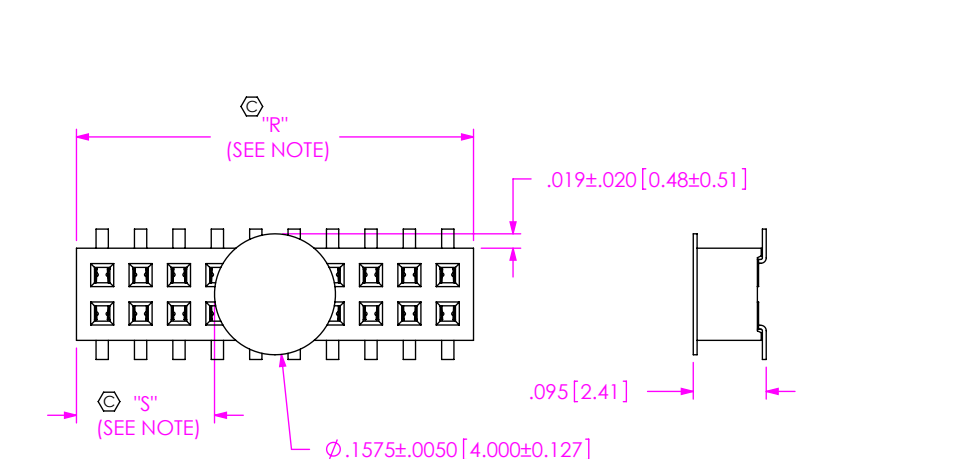 C
"R"
(SEE NOTE)
.019±.020[0.48±0.51]
.095[2.41]
C "S"
(SEE NOTE)
Ø.1575±.0050[4.000±0.127]